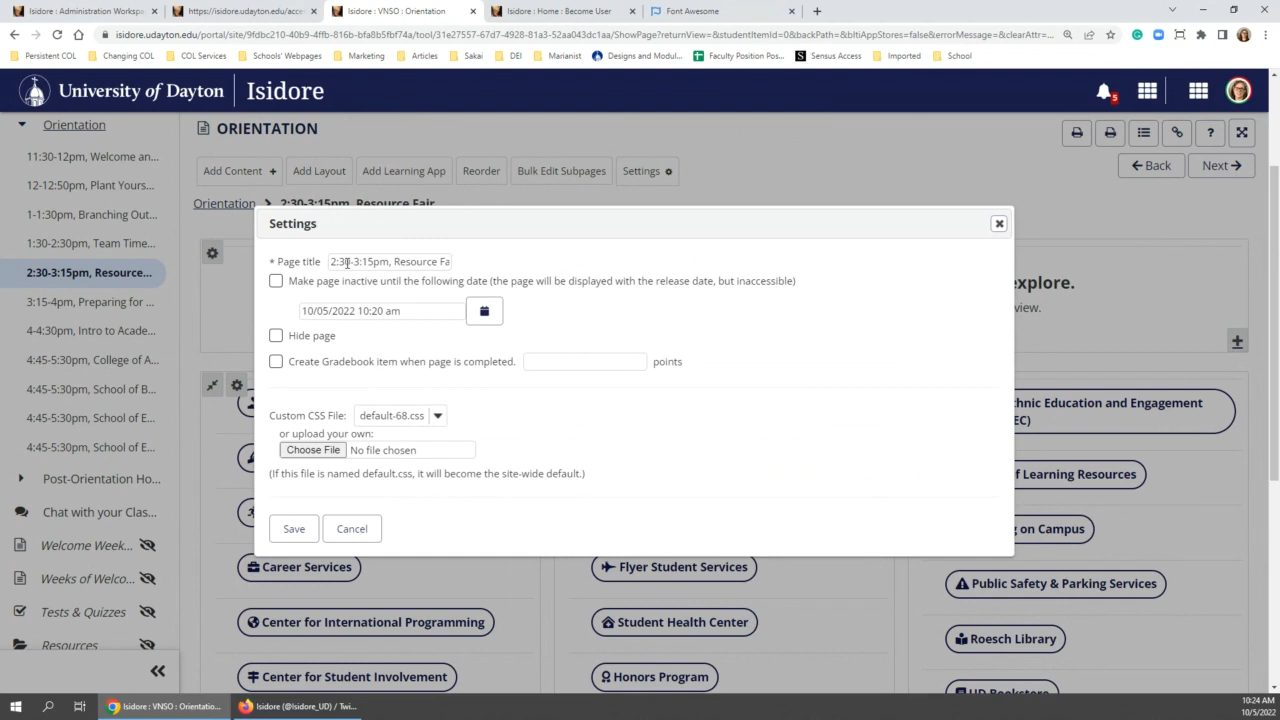 Isidore : Administration Workspa
https://isidore.udayton.edu/acce
Isidore : VNSO : Orientation
Isidore : Home : Become User
Font Awesome
isidore.udayton.edu/portal/site/9fdbc210-40b9-4ffb-816b-bfa8b5fbf74a/tool/31e27557-67d7-4928-81a3-52aa043dc1aa/ShowPage?returnView=&studentItemId=0&backPath=&bltiAppStores=false&errorMessage=&clearAttr=...
Persistent COL
Changing COL
COL Services
Schools' Webpages
Marketing
Articles
Sakai
DEI
Marianist
Designs and Modul...
Faculty Position Pos...
Sensus Access
Imported
School
University of Dayton
Isidore
5
Orientation
11:30-12pm, Welcome an...
12-12:50pm, Plant Yours...
1-1:30pm, Branching Out...
1:30-2:30pm, Team Time...
2:30-3:15pm, Resource...
3:15-4pm, Preparing for ...
4-4:30pm, Intro to Acade...
4:45-5:30pm, College of A...
4:45-5:30pm, School of B...
4:45-5:30pm, School of E...
4:45-5:30pm, School of E...
Post-Orientation Ho...
Chat with your Clas...
Welcome Week...
Weeks of Welco...
Tests & Quizzes
Resources
ORIENTATION
Add Content +
Add Layout
Add Learning App
Reorder
Bulk Edit Subpages
Settings
Back
Next
Orientation
2:30-3:15pm, Resource Fair
Settings
* Page title 2:30-3:15pm, Resource Fa
Make page inactive until the following date (the page will be displayed with the release date, but inaccessible)
10/05/2022 10:20 am
Hide page
Create Gradebook item when page is completed. points
Custom CSS File: default-68.css
or upload your own:
Choose File No file chosen
(If this file is named default.css, it will become the site-wide default.)
Save
Cancel
xplore.
view.
Career Services
Center for International Programming
Center for Student Involvement
Flyer Student Services
Student Health Center
Honors Program
thnic Education and Engagement
EC)
of Learning Resources
g on Campus
Public Safety & Parking Services
Roesch Library
UD Bookstore
Isidore : VNSO : Orientatio...
Isidore (@Isidore_UD) / Twi...
10:24 AM
10/5/2022